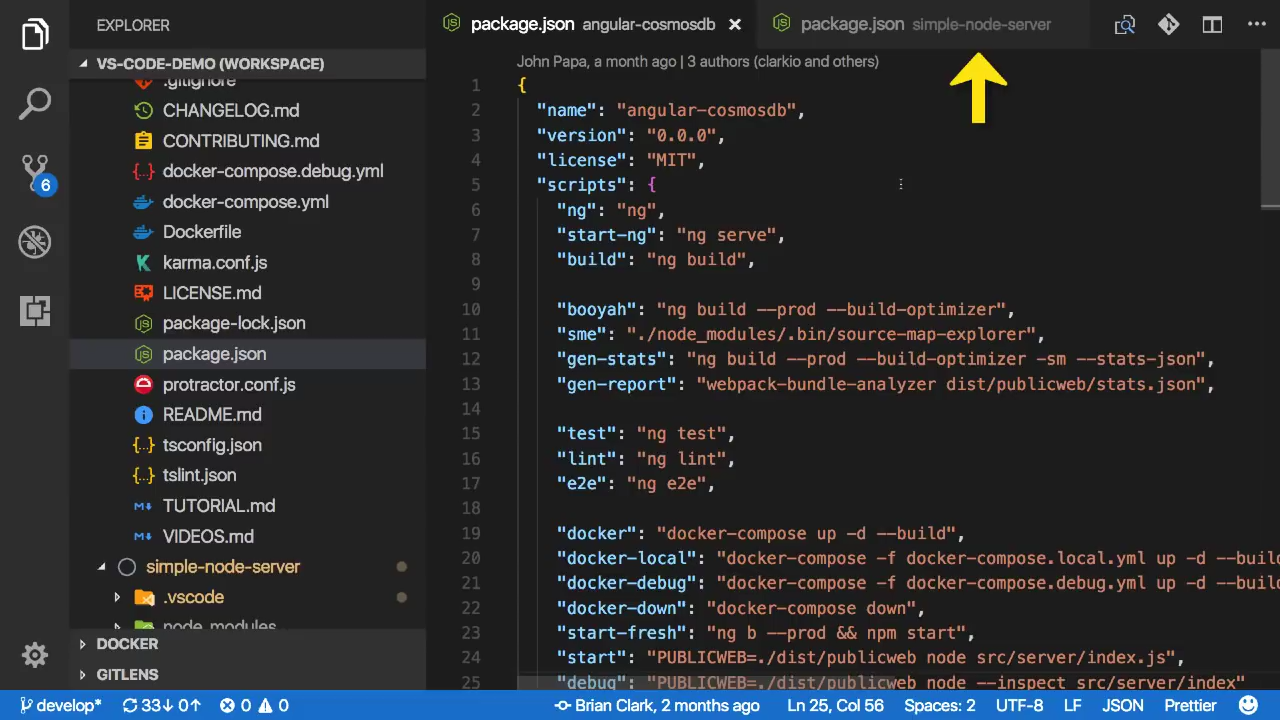 EXPLORER
VS-CODE-DEMO (WORKSPACE)
.gitignore
CHANGELOG.md
CONTRIBUTING.md
docker-compose.debug.yml
docker-compose.yml
Dockerfile
karma.conf.js
LICENSE.md
package-lock.json
package.json
protractor.conf.js
README.md
tsconfig.json
tslint.json
TUTORIAL.md
VIDEOS.md
simple-node-server
.vscode
node_modules
DOCKER
GITLENS
6
package.json angular-cosmosdb
package.json simple-node-server
John Papa, a month ago | 3 authors (clarkio and others)
1 {
2 "name": "angular-cosmosdb",
3 "version": "0.0.0",
4 "license": "MIT",
5 "scripts": {
6 "ng": "ng",
7 "start-ng": "ng serve",
8 "build": "ng build",
9
10 "booyah": "ng build --prod --build-optimizer",
11 "sme": "./node_modules/.bin/source-map-explorer",
12 "gen-stats": "ng build --prod --build-optimizer -sm --stats-json",
13 "gen-report": "webpack-bundle-analyzer dist/publicweb/stats.json",
14
15 "test": "ng test",
16 "lint": "ng lint",
17 "e2e": "ng e2e",
18
19 "docker": "docker-compose up -d --build",
20 "docker-local": "docker-compose -f docker-compose.local.yml up -d --build
21 "docker-debug": "docker-compose -f docker-compose.debug.yml up -d --build
22 "docker-down": "docker-compose down",
23 "start-fresh": "ng b --prod && npm start",
24 "start": "PUBLICWEB=./dist/publicweb node src/server/index.js",
25 "debug": "PUBLICWEB=./dist/publicweb node --inspect src/server/index"
develop* 33↓ 0↑ 0 0 Brian Clark, 2 months ago Ln 25, Col 56 Spaces: 2 UTF-8 LF JSON Prettier